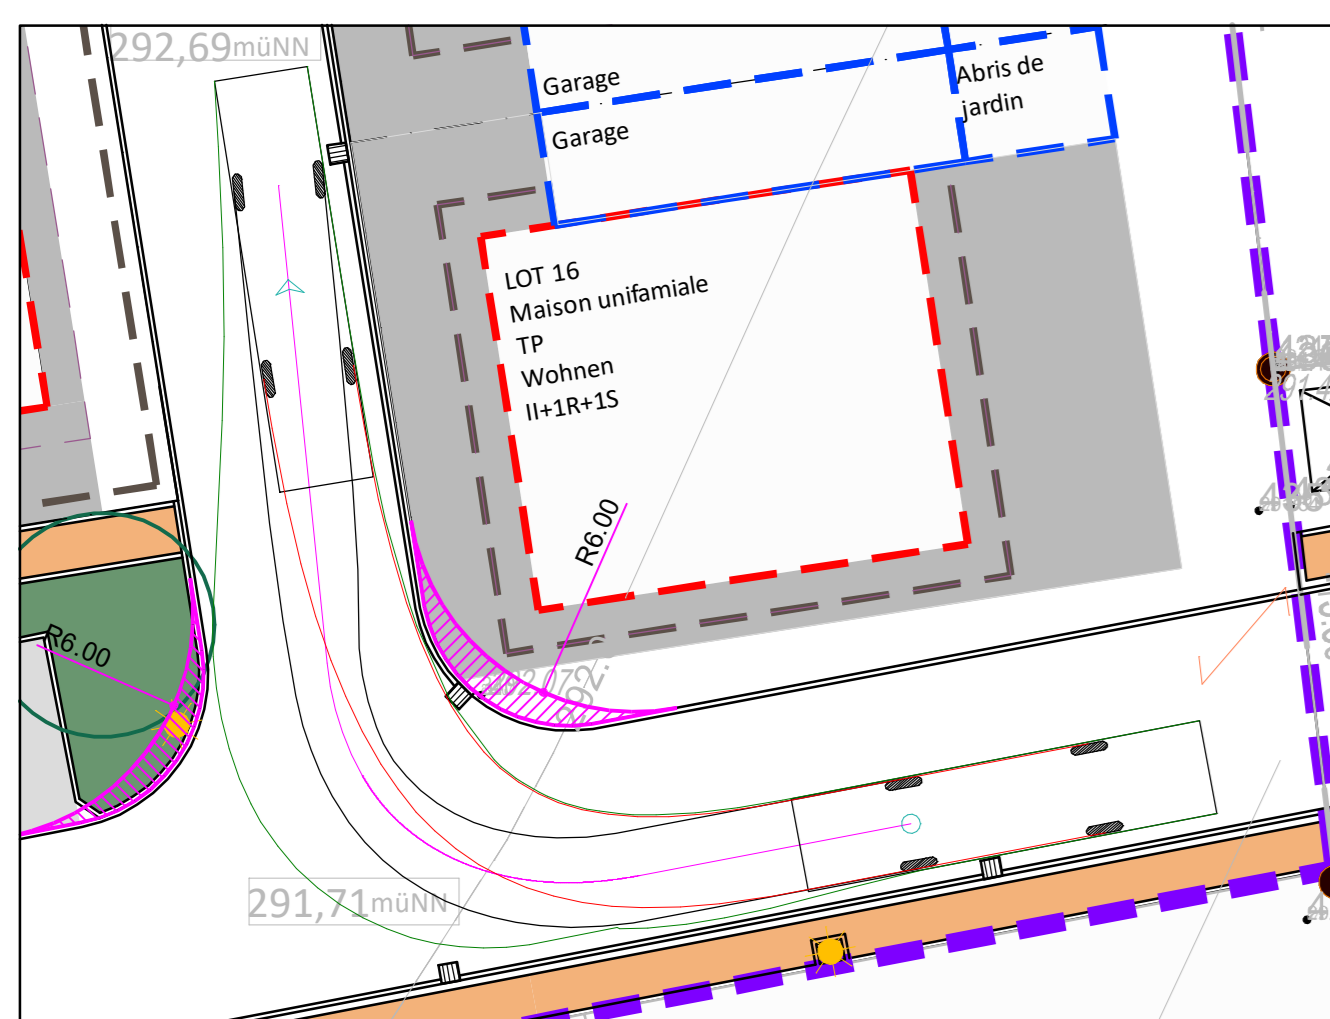 292,69müNN
Garage
Abris de
jardin
Garage
LOT 16
Maison unifamiale
TP
Wohnen
II+1R+1S
R6.00
R6.00
291,71müNN